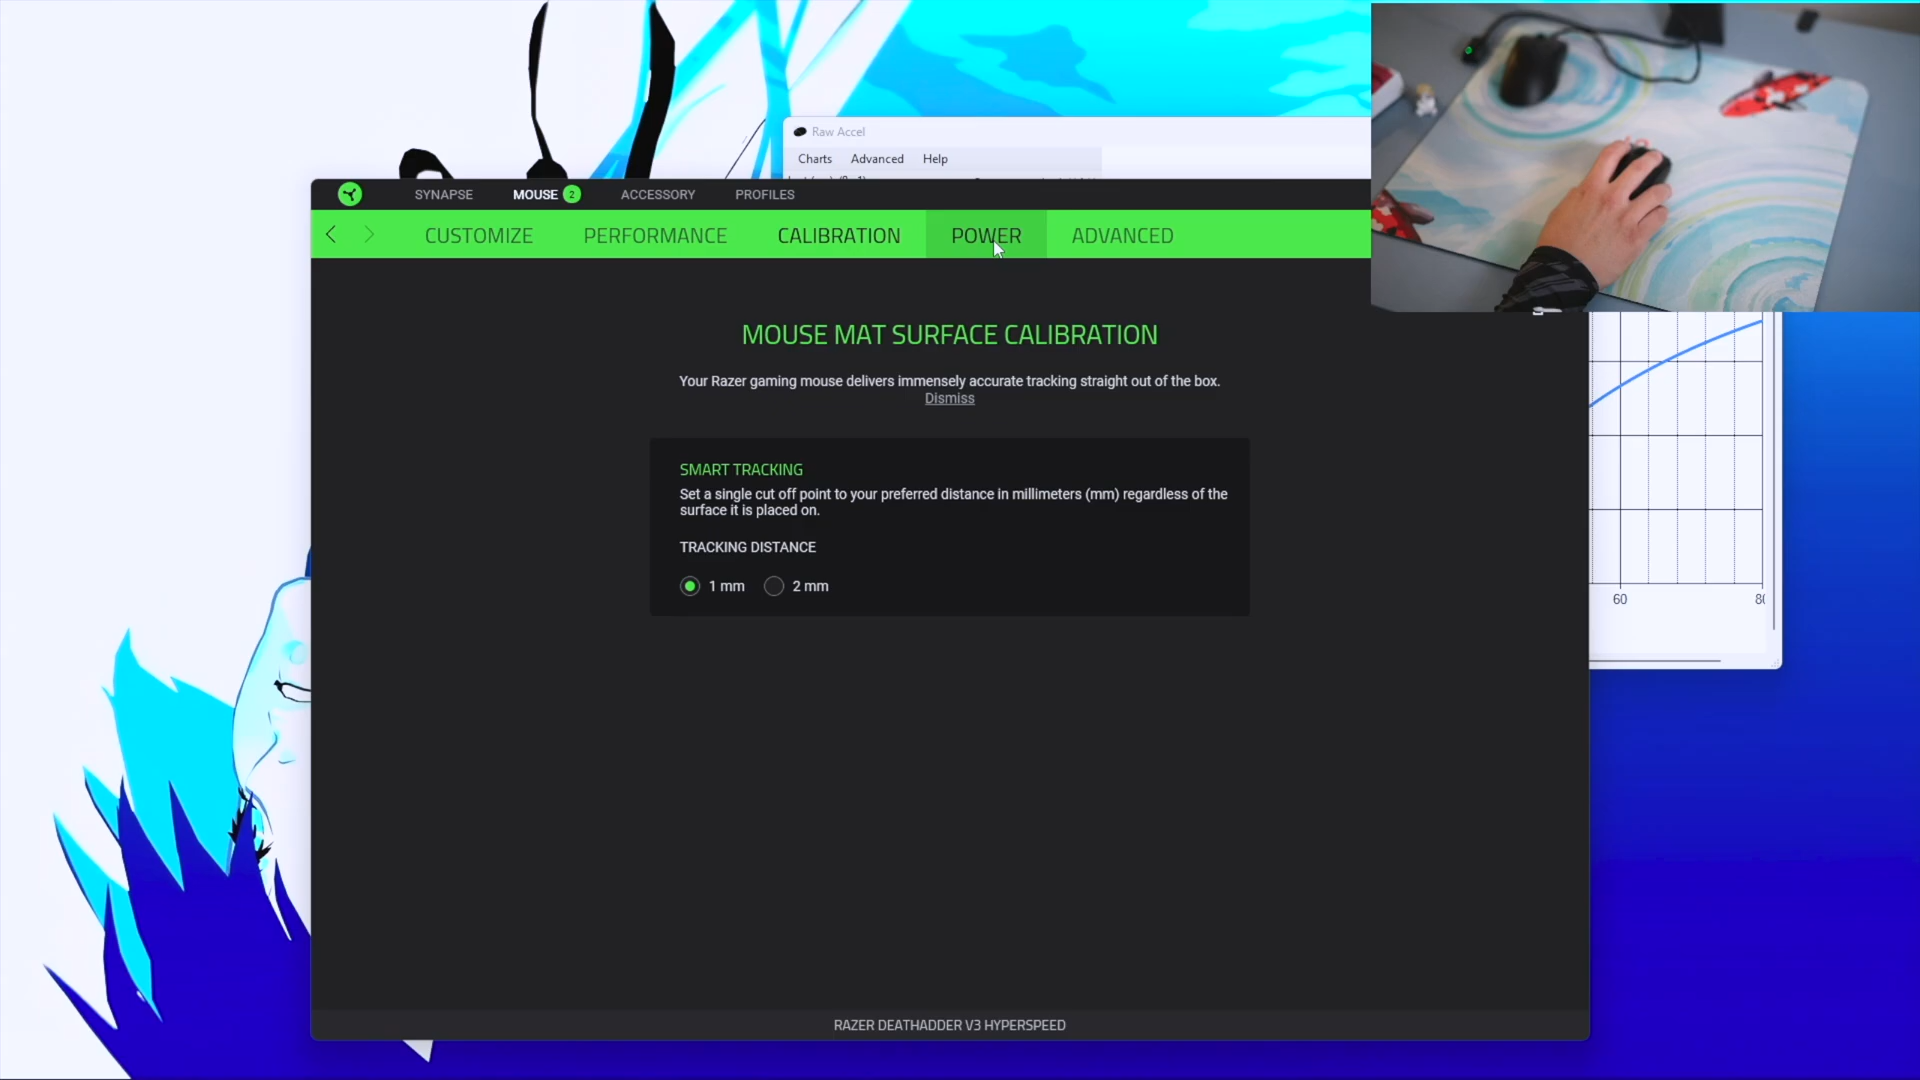 Raw Accel
Charts Advanced Help
SYNAPSE MOUSE 2 ACCESSORY PROFILES
CUSTOMIZE PERFORMANCE CALIBRATION POWER ADVANCED
MOUSE MAT SURFACE CALIBRATION
Your Razer gaming mouse delivers immensely accurate tracking straight out of the box.
Dismiss
SMART TRACKING
Set a single cut off point to your preferred distance in millimeters (mm) regardless of the
surface it is placed on.
TRACKING DISTANCE
1 mm 2 mm
60
RAZER DEATHADDER V3 HYPERSPEED